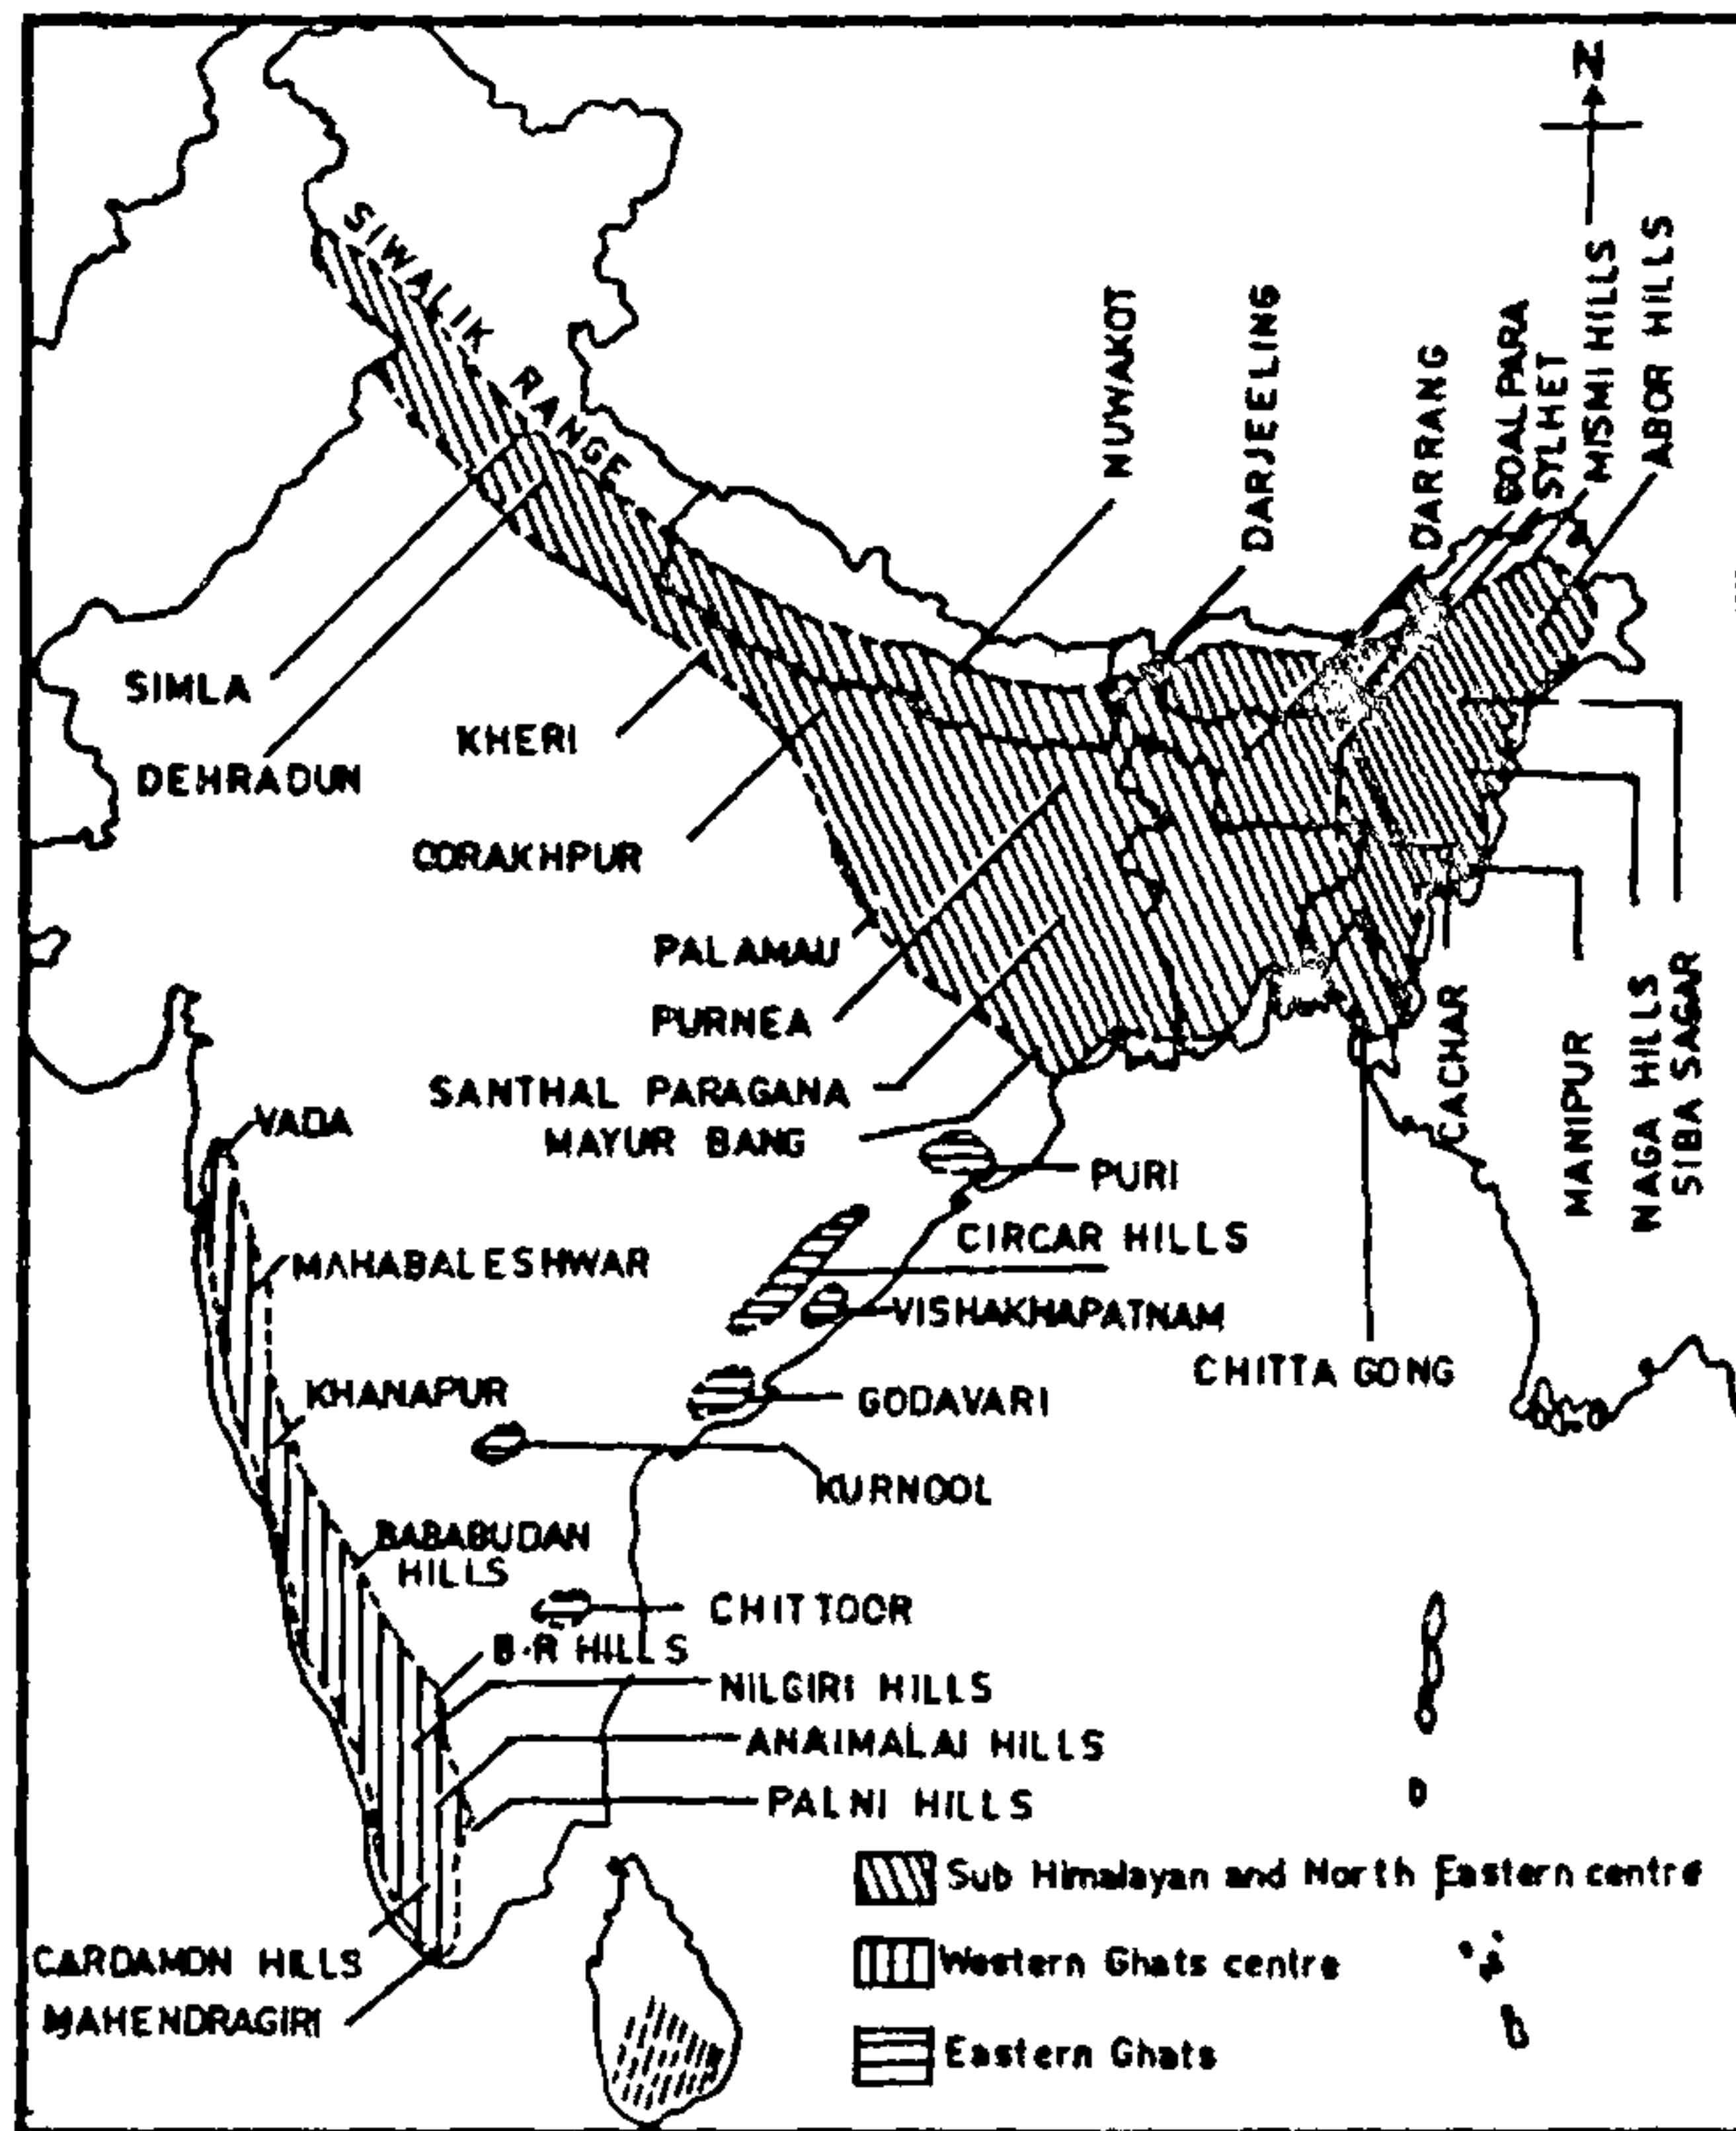 N
SIWALIK RANGE
NUWAKOT
DARJEELING
DARRANG
GOALPARA
SYLHET
MISMI HILLS
ABOR HILLS
SIMLA
DEHRADUN
KHERI
CORAKHPUR
PALAMAU
PURNEA
SANTHAL PARAGANA
MAYUR BANG
CACHAR
MANIPUR
NAGA HILLS
SIBA SAGAR
VADA
PURI
MAHABALESHWAR
CIRCAR HILLS
VISHAKHAPATNAM
CHITTA GONG
KHANAPUR
GODAVARI
KURNOOL
BABABUDAN
HILLS
CHITTOOR
B.R HILLS
NILGIRI HILLS
ANAIMALAI HILLS
PALNI HILLS
CARDAMON HILLS
MAHENDRAGIRI
Sub Himalayan and North Eastern centre
Western Ghats centre
Eastern Ghats